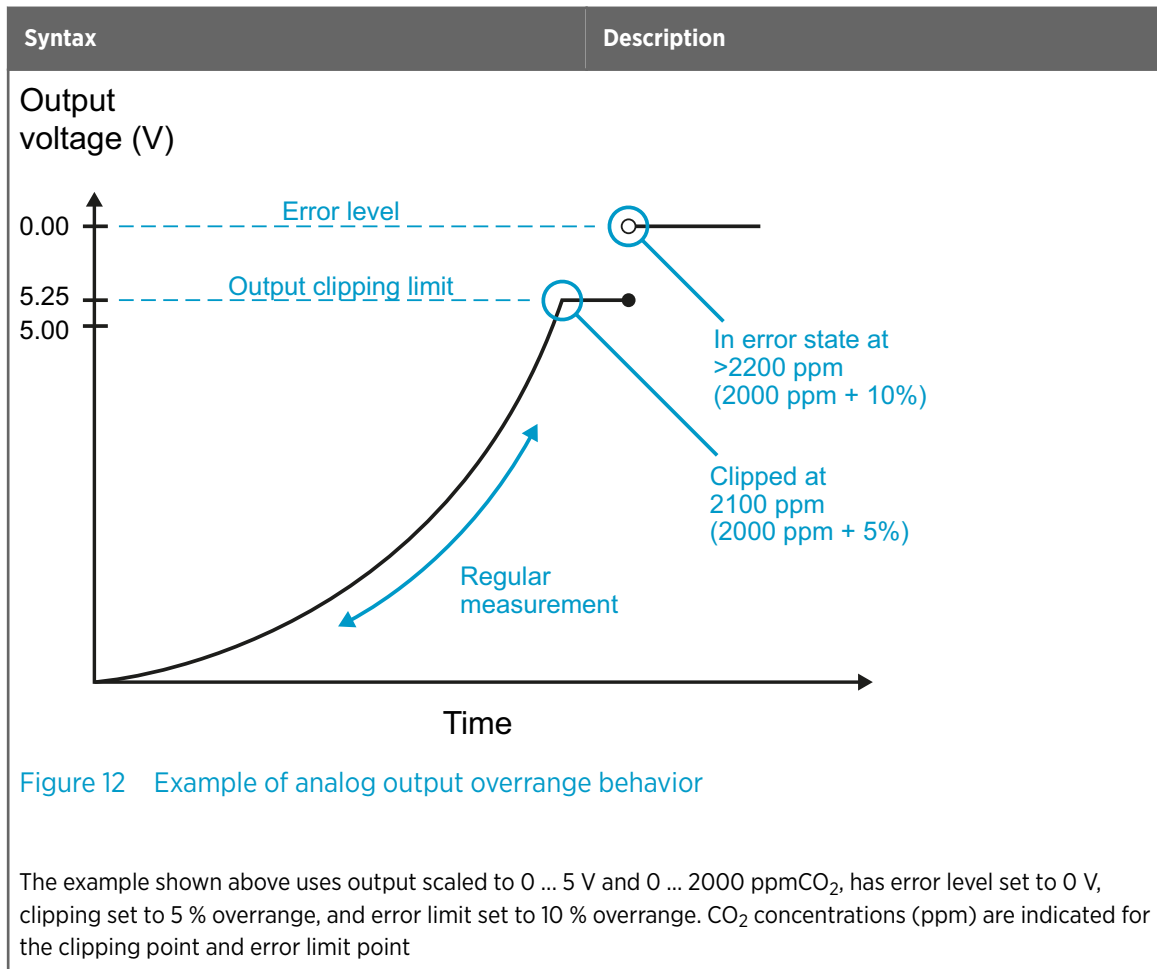 Syntax
Description
Output
voltage (V)
0.00
Error level
5.25
Output clipping limit
5.00
In error state at
>2200 ppm
(2000 ppm + 10%)
Clipped at
2100 ppm
(2000 ppm + 5%)
Regular
measurement
Time
Figure 12 Example of analog output overrange behavior
The example shown above uses output scaled to 0 ... 5 V and 0 ... 2000 ppmCO₂, has error level set to 0 V,
clipping set to 5 % overrange, and error limit set to 10 % overrange. CO₂ concentrations (ppm) are indicated for
the clipping point and error limit point